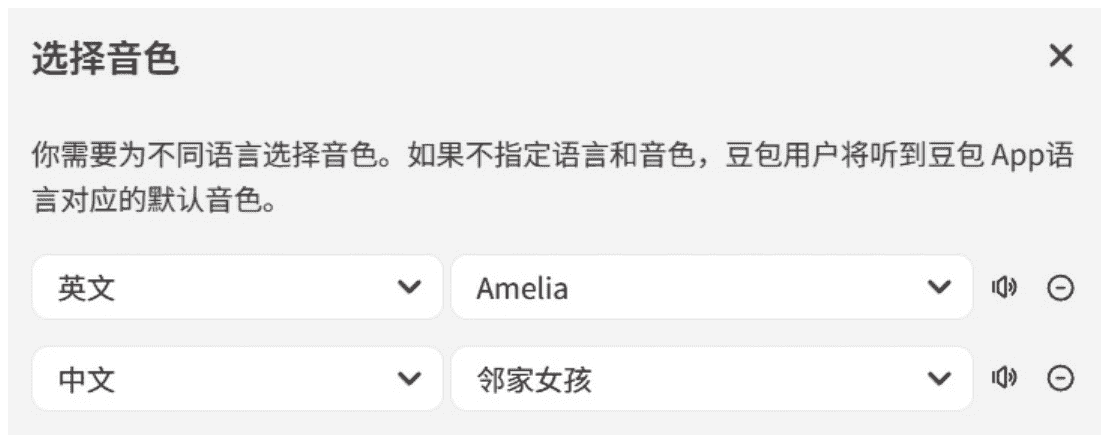 选择音色
你需要为不同语言选择音色。如果不指定语言和音色，豆包用户将听到豆包 App语
言对应的默认音色。
英文 Amelia
中文 邻家女孩